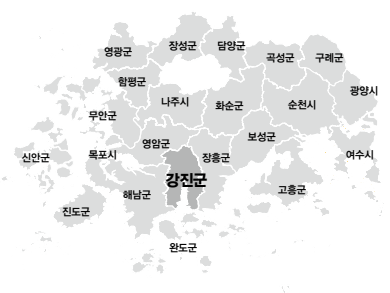 장성군
담양군
영광군
곡성군
구례군
함평군
광양시
나주시
화순군
순천시
무안군
보성군
영암군
신안군
목포시
장흥군
여수시
강진군
해남군
고흥군
진도군
완도군